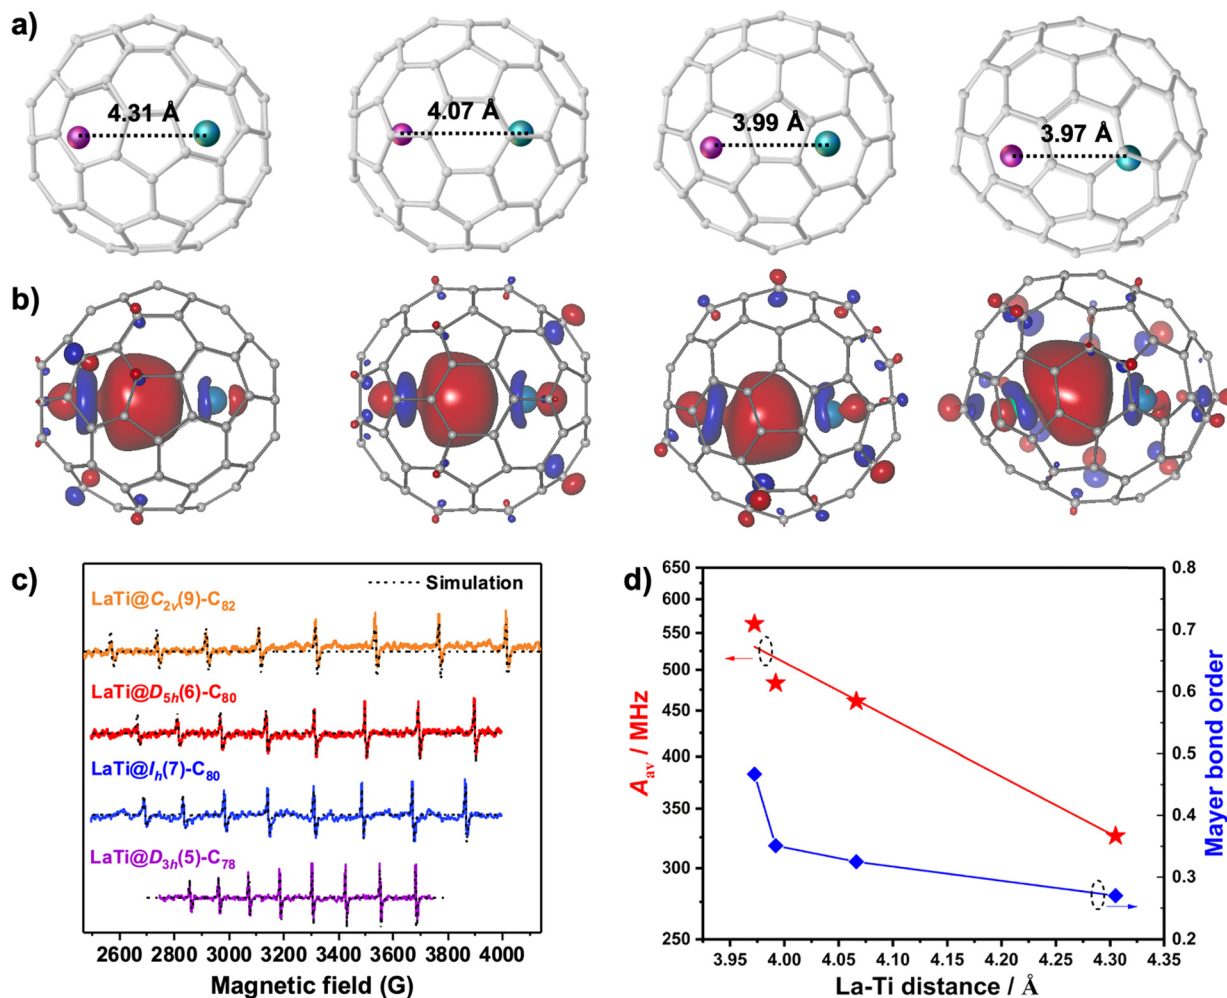 a)
4.31 Å
4.07 Å
3.99 Å
3.97 Å
b)
c)
Simulation
LaTi@C2v(9)-C82
LaTi@D5h(6)-C80
LaTi@Ih(7)-C80
LaTi@D3h(5)-C78
2600 2800 3000 3200 3400 3600 3800 4000
Magnetic field (G)
d)
650
600
550
500
450
400
350
300
250
Aav / MHz
0.8
0.7
0.6
0.5
0.4
0.3
0.2
Mayer bond order
3.95 4.00 4.05 4.10 4.15 4.20 4.25 4.30 4.35
La-Ti distance / Å